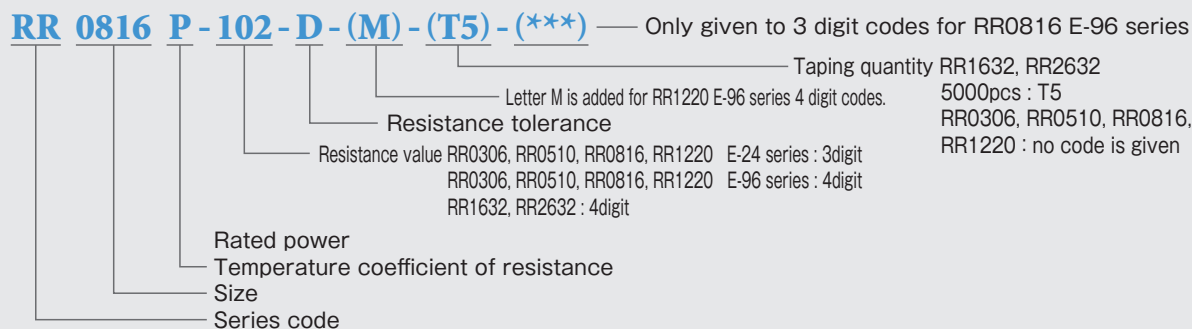 RR 0816 P - 102 - D - (M) - (T5) - (***) Only given to 3 digit codes for RR0816 E-96 series
Taping quantity RR1632, RR2632
5000pcs : T5
RR0306, RR0510, RR0816,
RR1220 : no code is given
Letter M is added for RR1220 E-96 series 4 digit codes.
Resistance tolerance
Resistance value RR0306, RR0510, RR0816, RR1220 E-24 series : 3digit
RR0306, RR0510, RR0816, RR1220 E-96 series : 4digit
RR1632, RR2632 : 4digit
Rated power
Temperature coefficient of resistance
Size
Series code